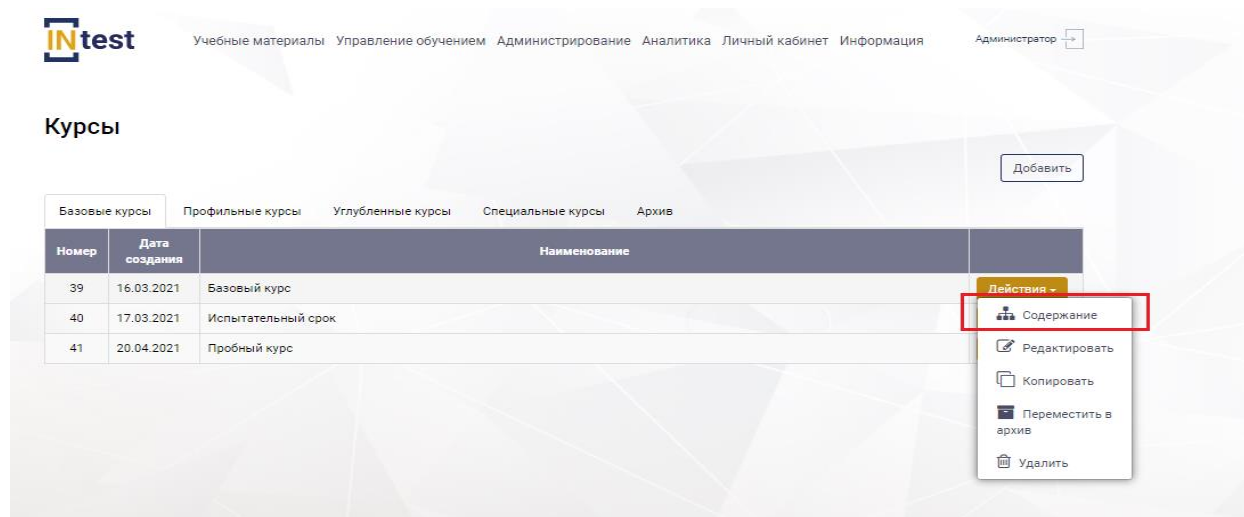 INtest
Учебные материалы Управление обучением Администрирование Аналитика Личный кабинет Информация Администратор
Курсы
Добавить
Базовые курсы Профильные курсы Углубленные курсы Специальные курсы Архив
Номер Дата создания Наименование
39 16.03.2021 Базовый курс Действия
40 17.03.2021 Испытательный срок
41 20.04.2021 Пробный курс
Содержание
Редактировать
Копировать
Переместить в
архив
Удалить